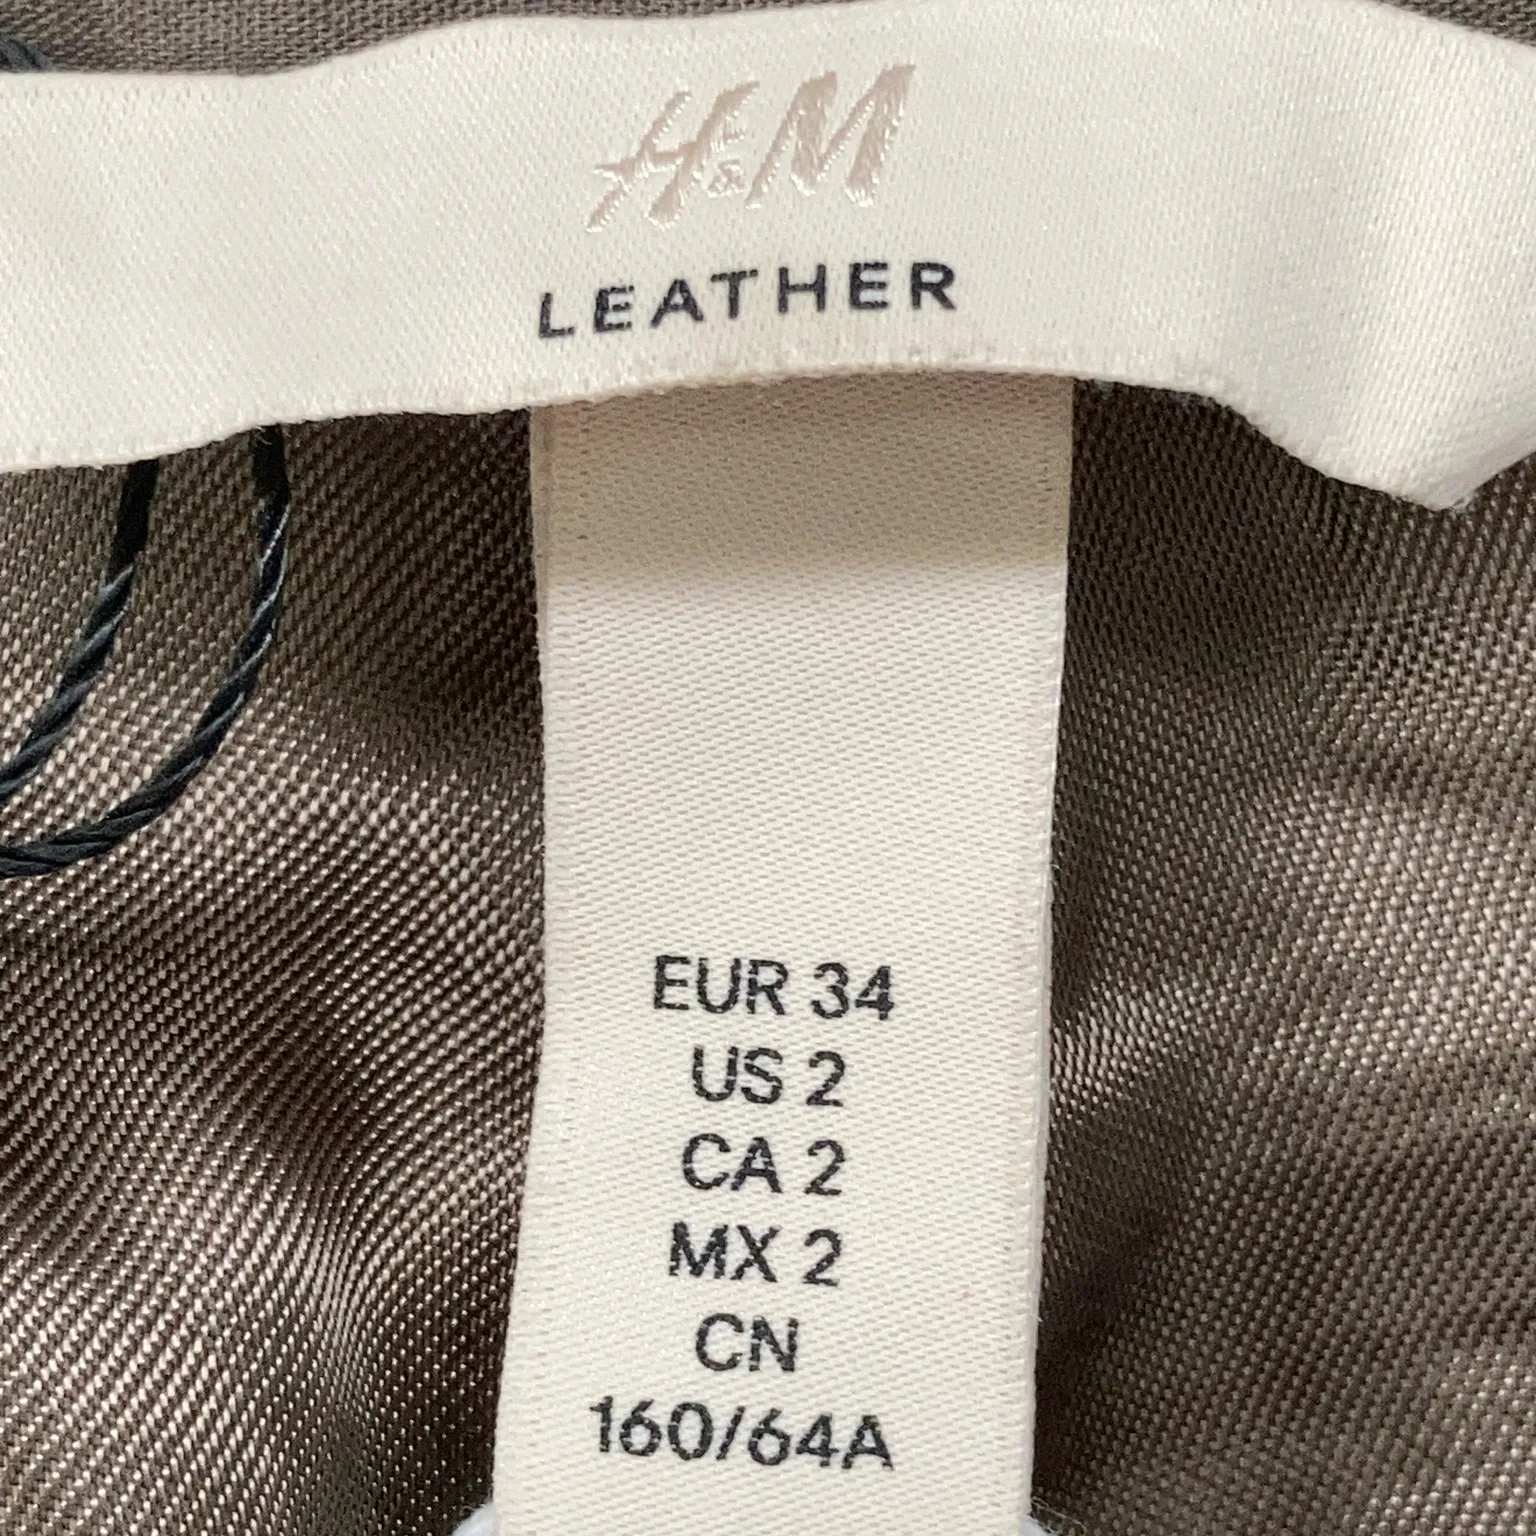 H&M
LEATHER
EUR 34
US 2
CA 2
MX 2
CN
160/64A